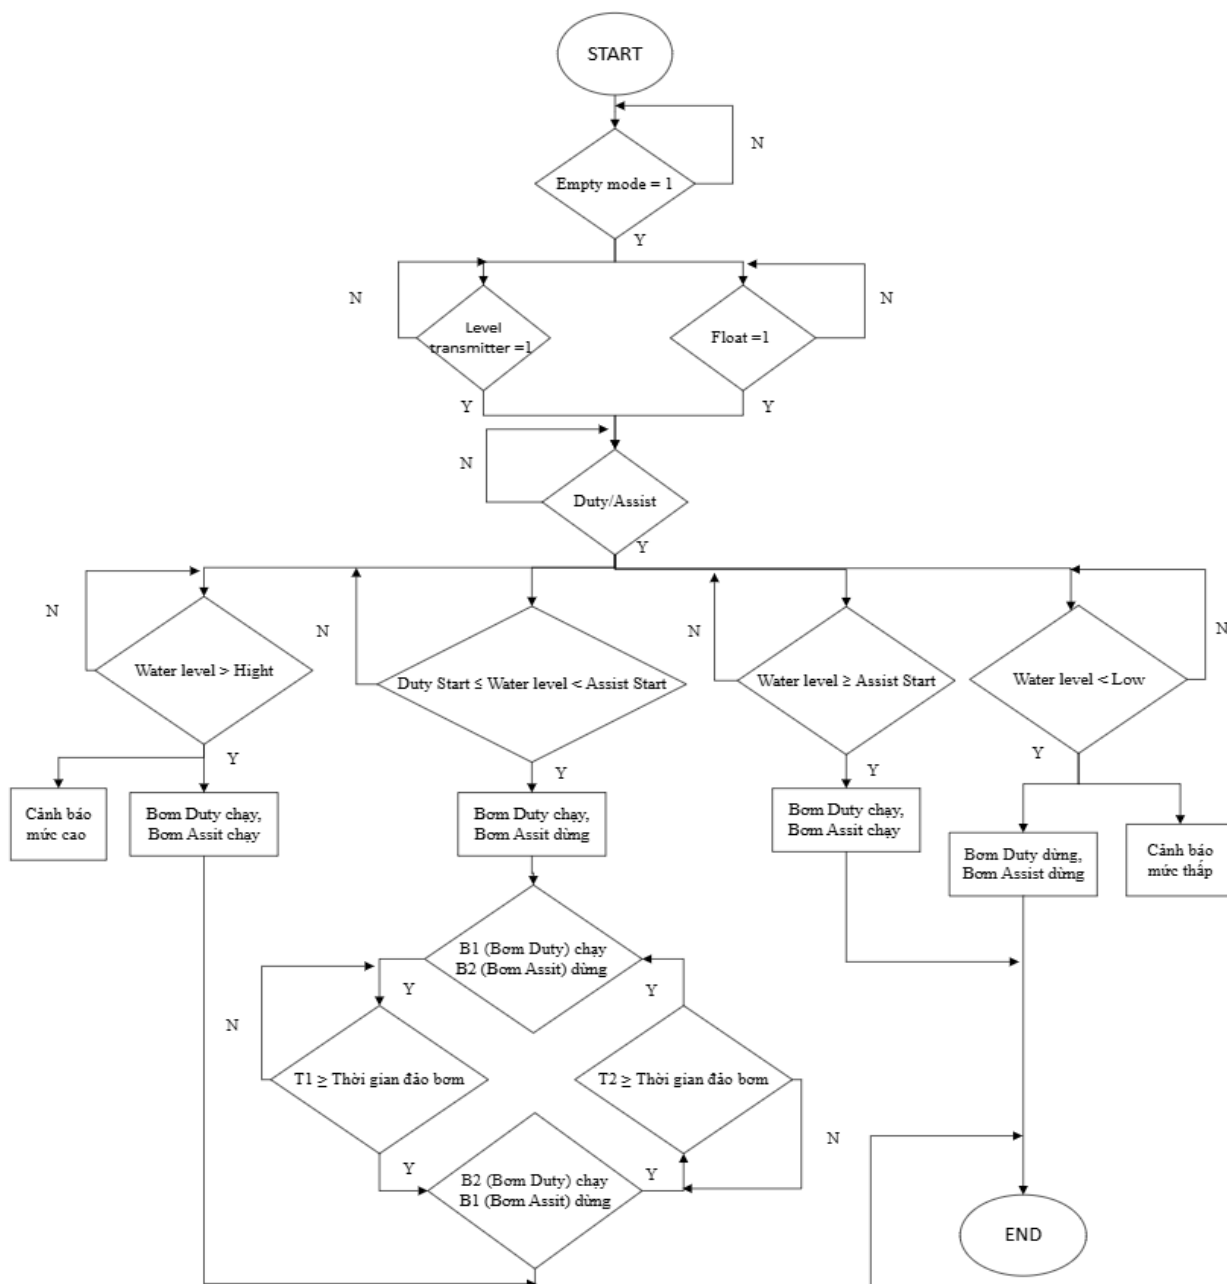 START
N
Empty mode = 1
Y
N
Level
transmitter =1
Float =1
N
Y
Y
N
Duty/Assist
Y
N
N
N
N
Water level > Hight
Duty Start ≤ Water level < Assist Start
Water level ≥ Assist Start
Water level < Low
Y
Y
Y
Y
Cảnh báo
mức cao
Bơm Duty chạy,
Bơm Assit chạy
Bơm Duty chạy,
Bơm Assit dừng
Bơm Duty chạy,
Bơm Assit chạy
Bơm Duty dừng,
Bơm Assist dừng
Cảnh báo
mức thấp
B1 (Bơm Duty) chạy
B2 (Bơm Assit) dừng
Y
Y
N
T1 ≥ Thời gian đảo bơm
T2 ≥ Thời gian đảo bơm
N
Y
Y
B2 (Bơm Duty) chạy
B1 (Bơm Assit) dừng
END